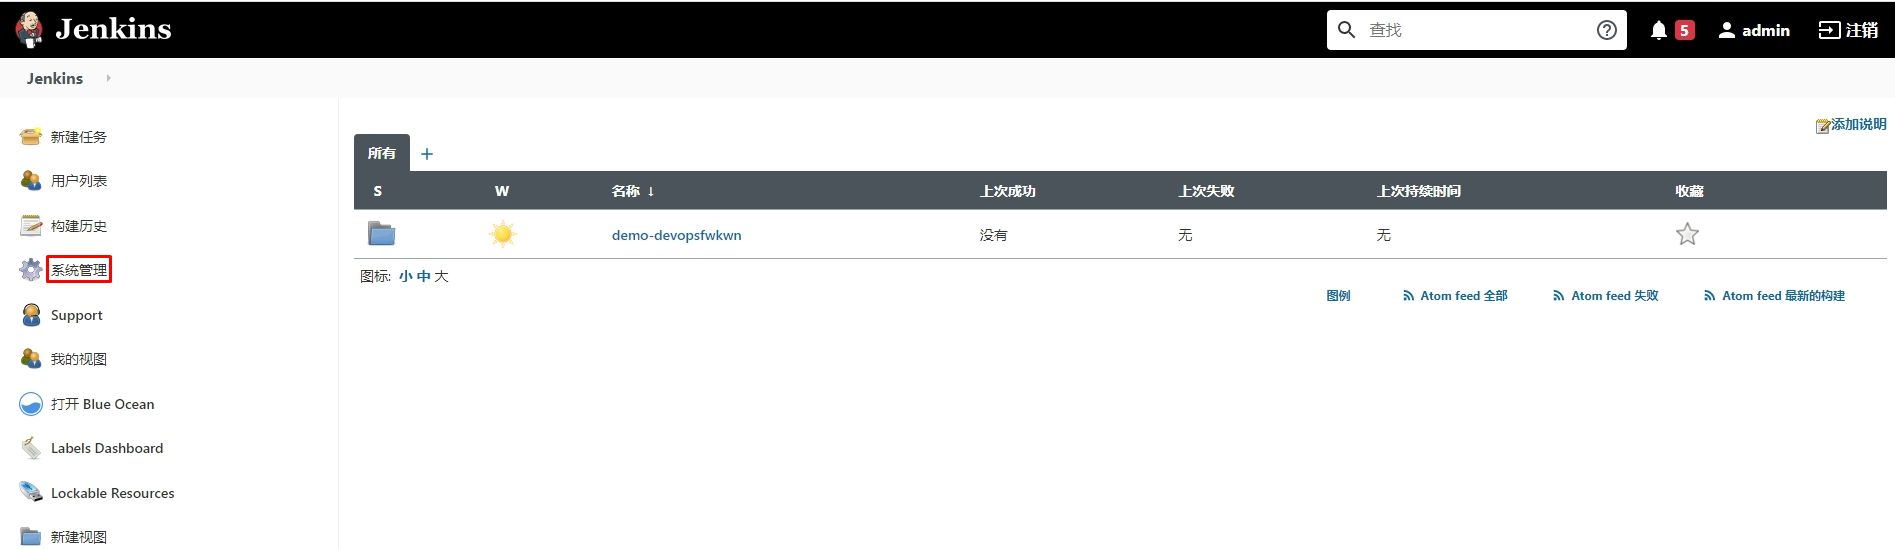 Jenkins
查找
5
admin
注销
Jenkins
添加说明
新建任务
用户列表
构建历史
系统管理
Support
我的视图
打开 Blue Ocean
Labels Dashboard
Lockable Resources
新建视图
所有 +
S W 名称 ↓ 上次成功 上次失败 上次持续时间 收藏
demo-devopsfwkwn 没有 无 无
图标: 小 中 大
图例 Atom feed 全部 Atom feed 失败 Atom feed 最新的构建